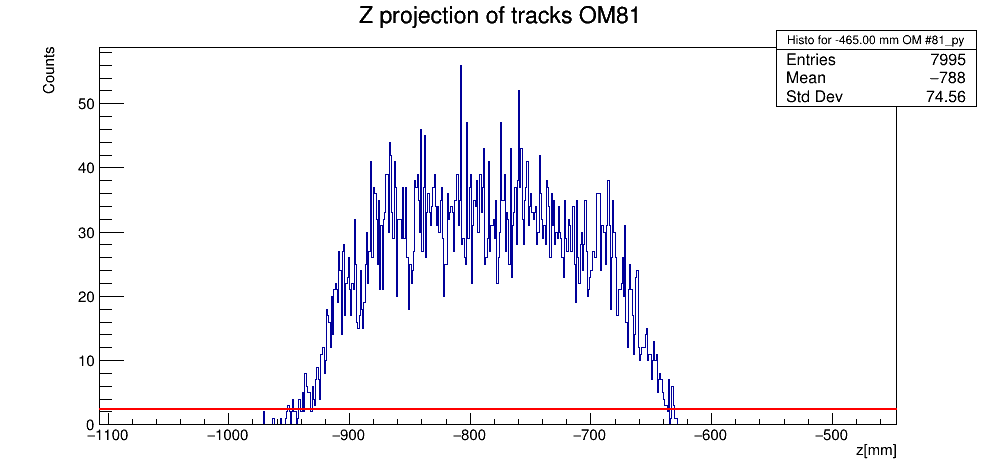 Z projection of tracks OM81
Histo for -465.00 mm OM #81_py
Entries 7995
Mean −788
Std Dev 74.56
Counts
50
40
30
20
10
0
−1100 −1000 −900 −800 −700 −600 −500
z[mm]